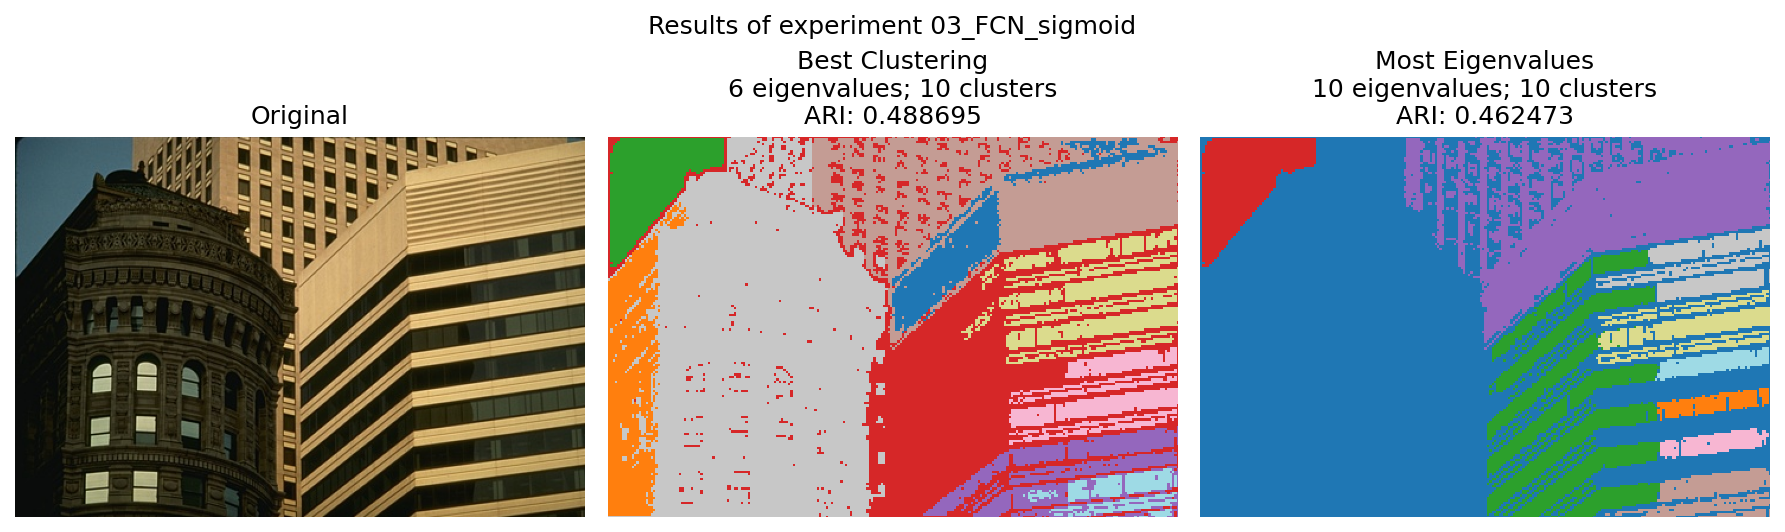 Results of experiment 03_FCN_sigmoid
Original
Best Clustering
6 eigenvalues; 10 clusters
ARI: 0.488695
Most Eigenvalues
10 eigenvalues; 10 clusters
ARI: 0.462473